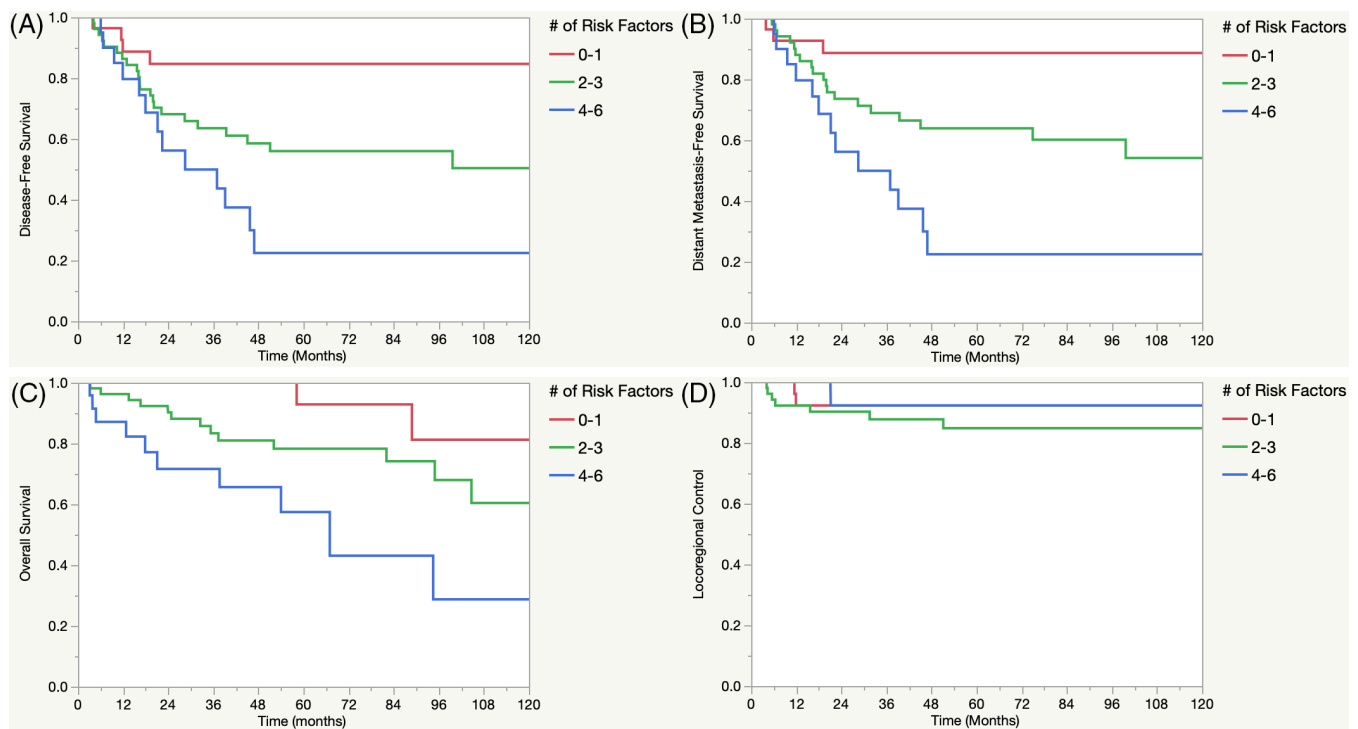 (A)
1.0
0.8
0.6
0.4
0.2
0.0
Disease-Free Survival
0 12 24 36 48 60 72 84 96 108 120
Time (Months)
# of Risk Factors
0-1
2-3
4-6
(B)
1.0
0.8
0.6
0.4
0.2
0.0
Distant Metastasis-Free Survival
0 12 24 36 48 60 72 84 96 108 120
Time (Months)
# of Risk Factors
0-1
2-3
4-6
(C)
1.0
0.8
0.6
0.4
0.2
0.0
Overall Survival
0 12 24 36 48 60 72 84 96 108 120
Time (months)
# of Risk Factors
0-1
2-3
4-6
(D)
1.0
0.8
0.6
0.4
0.2
0.0
Locoregional Control
0 12 24 36 48 60 72 84 96 108 120
Time (Months)
# of Risk Factors
0-1
2-3
4-6